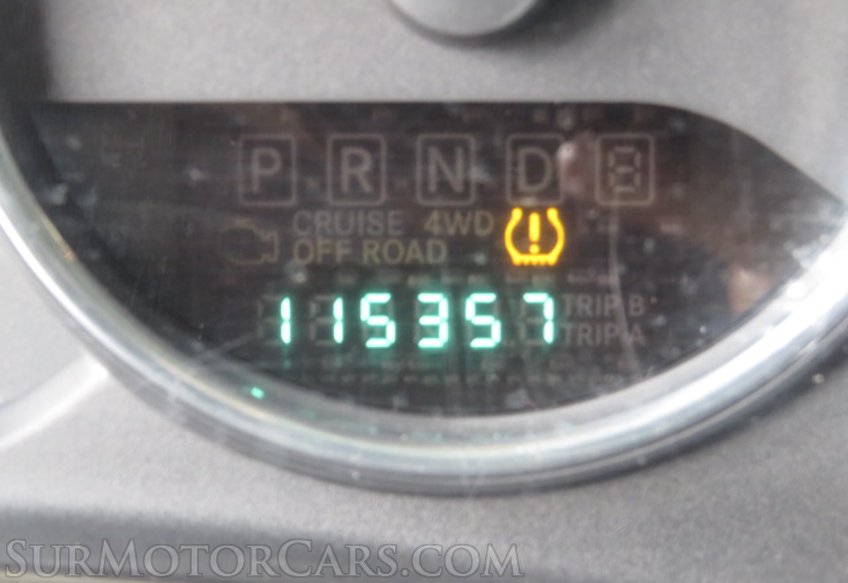 P R N D 8
CRUISE 4WD
OFF ROAD
!
115357 TRIP B
TRIP A
SURMOTORCARS.COM